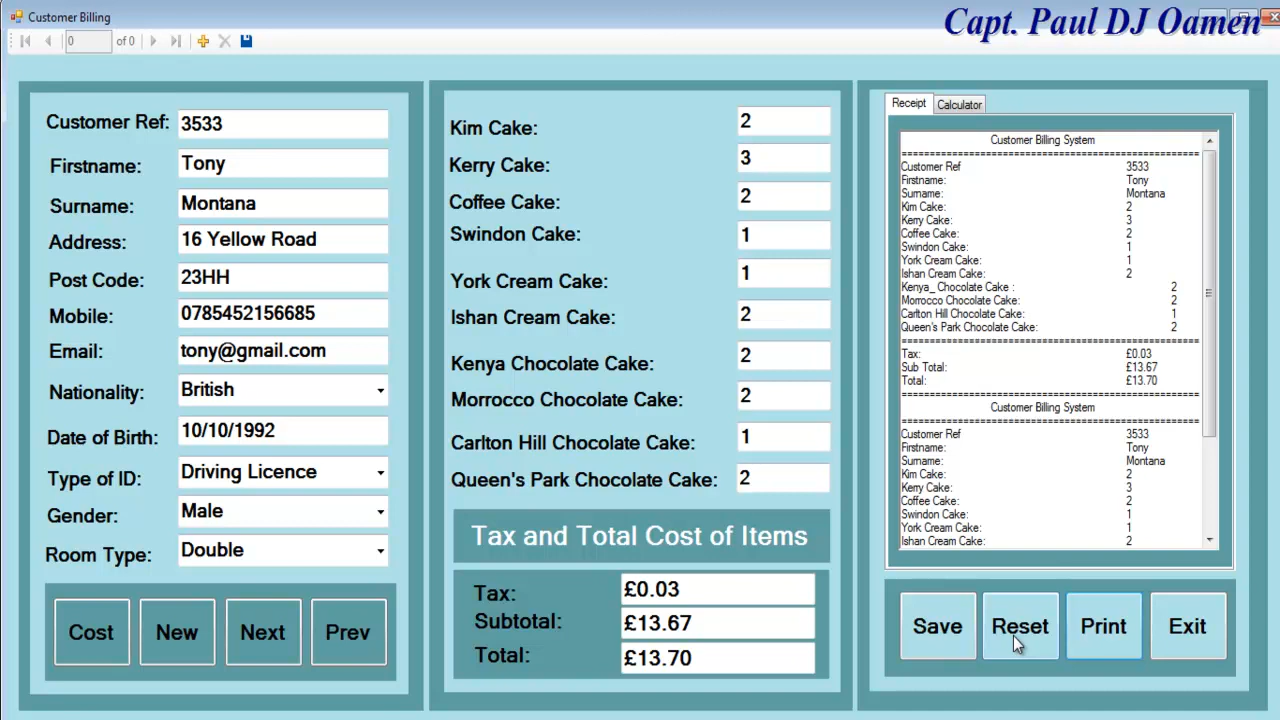 Customer Billing
Capt. Paul DJ Oamen
0 of 0
Customer Ref: 3533
Firstname: Tony
Surname: Montana
Address: 16 Yellow Road
Post Code: 23HH
Mobile: 0785452156685
Email: tony@gmail.com
Nationality: British
Date of Birth: 10/10/1992
Type of ID: Driving Licence
Gender: Male
Room Type: Double
Cost New Next Prev
Kim Cake: 2
Kerry Cake: 3
Coffee Cake: 2
Swindon Cake: 1
York Cream Cake: 1
Ishan Cream Cake: 2
Kenya Chocolate Cake: 2
Morrocco Chocolate Cake: 2
Carlton Hill Chocolate Cake: 1
Queen's Park Chocolate Cake: 2
Tax and Total Cost of Items
Tax: £0.03
Subtotal: £13.67
Total: £13.70
Receipt Calculator
Customer Billing System
Customer Ref 3533
Firstname: Tony
Surname: Montana
Kim Cake: 2
Kerry Cake: 3
Coffee Cake: 2
Swindon Cake: 1
York Cream Cake: 1
Ishan Cream Cake: 2
Kenya_ Chocolate Cake : 2
Morrocco Chocolate Cake: 2
Carlton Hill Chocolate Cake: 1
Queen's Park Chocolate Cake: 2
Tax: £0.03
Sub Total: £13.67
Total: £13.70
Customer Billing System
Customer Ref 3533
Firstname: Tony
Surname: Montana
Kim Cake: 2
Kerry Cake: 3
Coffee Cake: 2
Swindon Cake: 1
York Cream Cake: 1
Ishan Cream Cake: 2
Save Reset Print Exit